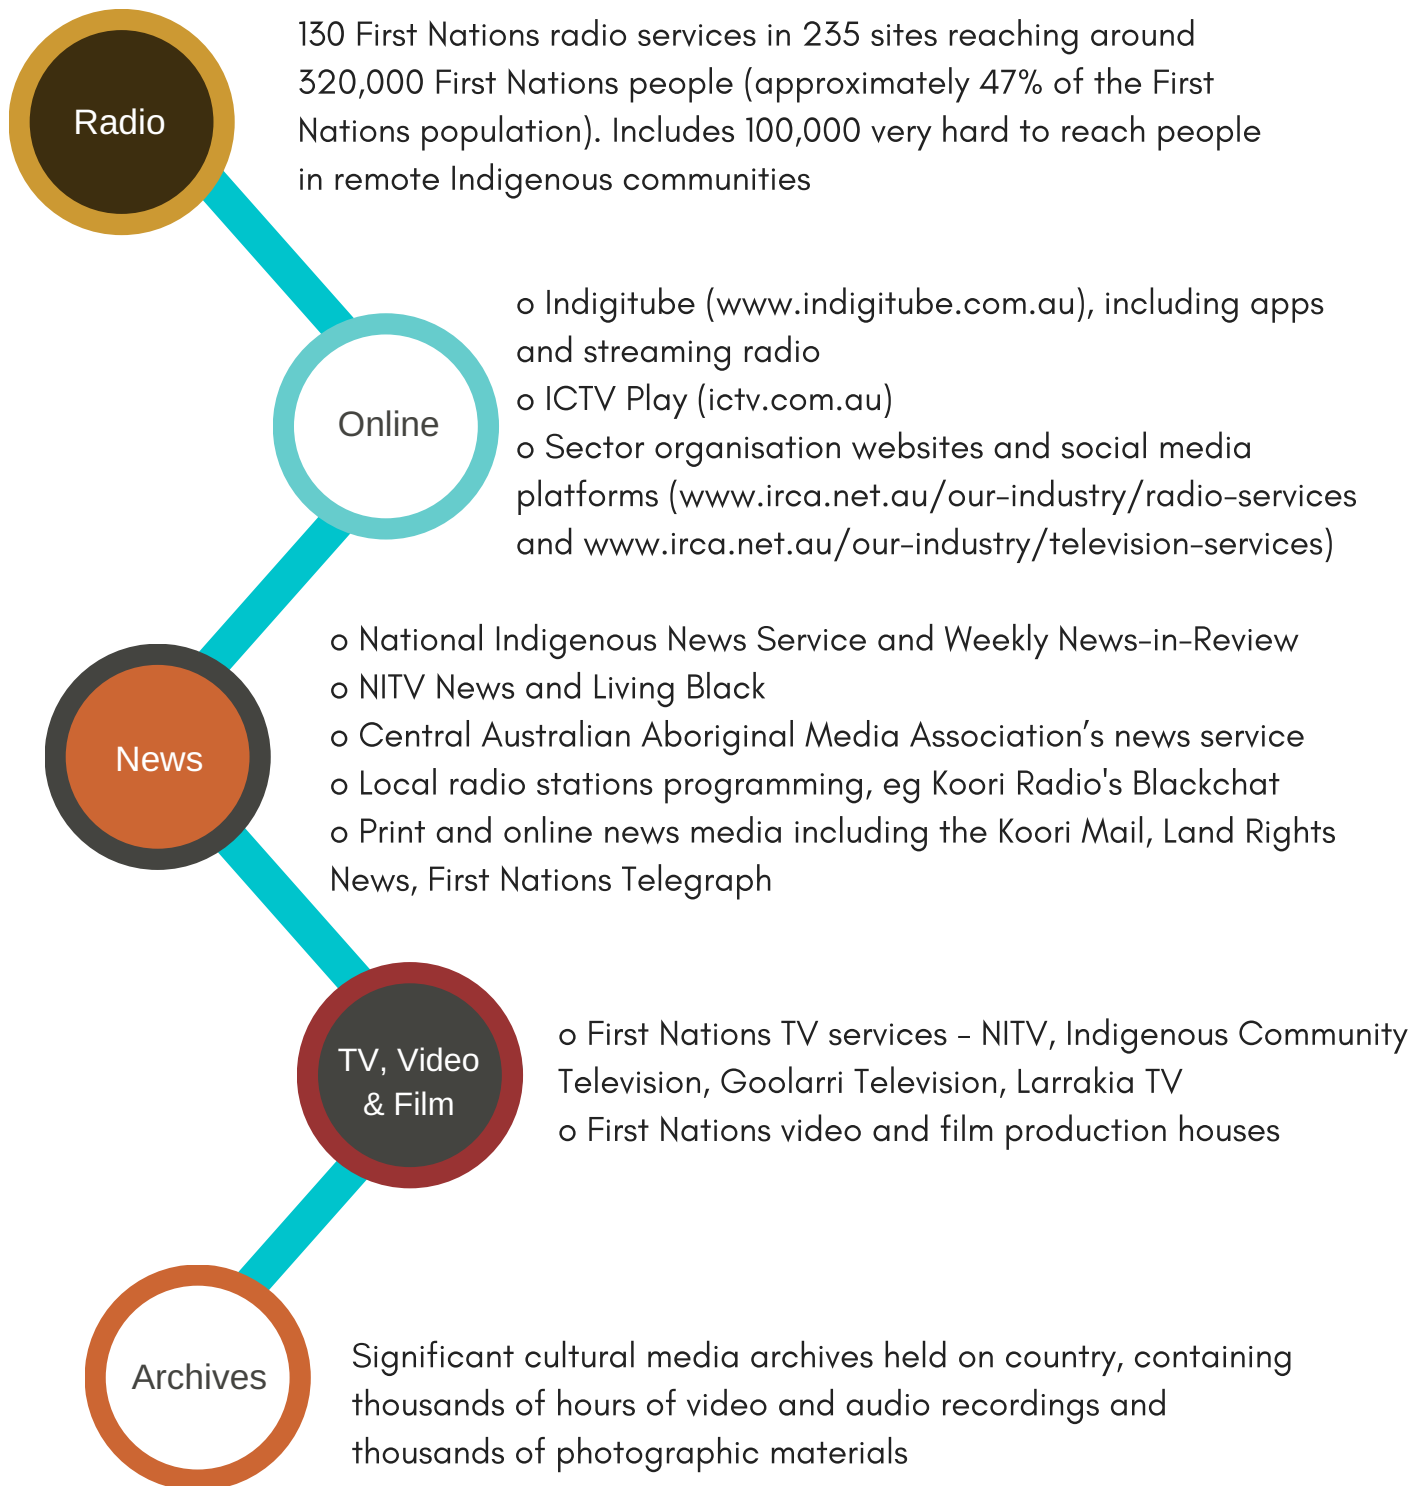 Radio
130 First Nations radio services in 235 sites reaching around
320,000 First Nations people (approximately 47% of the First
Nations population). Includes 100,000 very hard to reach people
in remote Indigenous communities
Online
o Indigitube (www.indigitube.com.au), including apps
and streaming radio
o ICTV Play (ictv.com.au)
o Sector organisation websites and social media
platforms (www.irca.net.au/our-industry/radio-services
and www.irca.net.au/our-industry/television-services)
News
o National Indigenous News Service and Weekly News-in-Review
o NITV News and Living Black
o Central Australian Aboriginal Media Association’s news service
o Local radio stations programming, eg Koori Radio's Blackchat
o Print and online news media including the Koori Mail, Land Rights
News, First Nations Telegraph
TV, Video
& Film
o First Nations TV services - NITV, Indigenous Community
Television, Goolarri Television, Larrakia TV
o First Nations video and film production houses
Archives
Significant cultural media archives held on country, containing
thousands of hours of video and audio recordings and
thousands of photographic materials